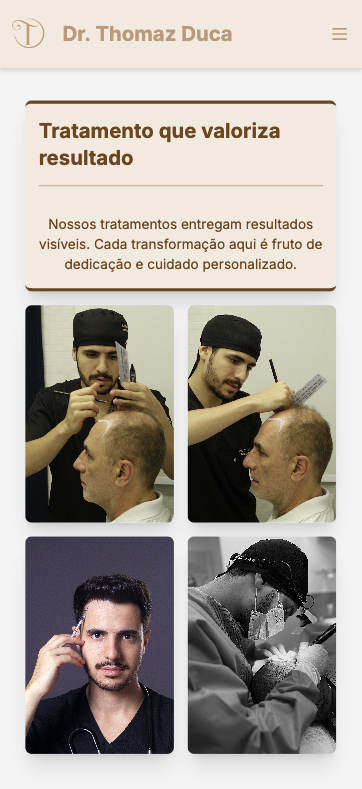 Dr. Thomaz Duca
Tratamento que valoriza
resultado
Nossos tratamentos entregam resultados
visíveis. Cada transformação aqui é fruto de
dedicação e cuidado personalizado.